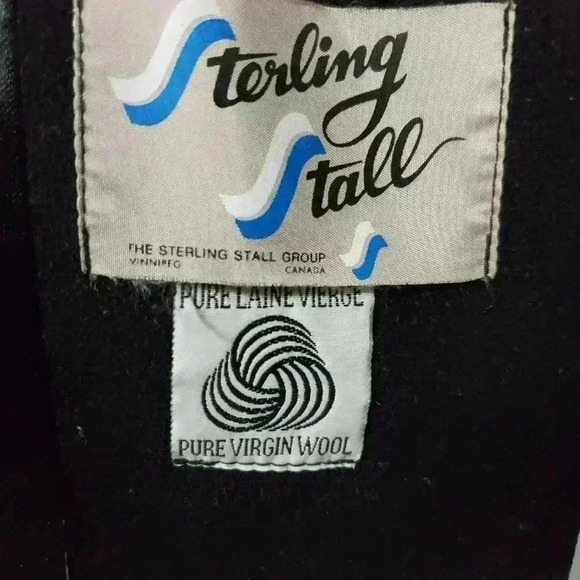 Sterling
Stall
THE STERLING STALL GROUP
WINNIPEG CANADA
PURE LAINE VIERGE
PURE VIRGIN WOOL